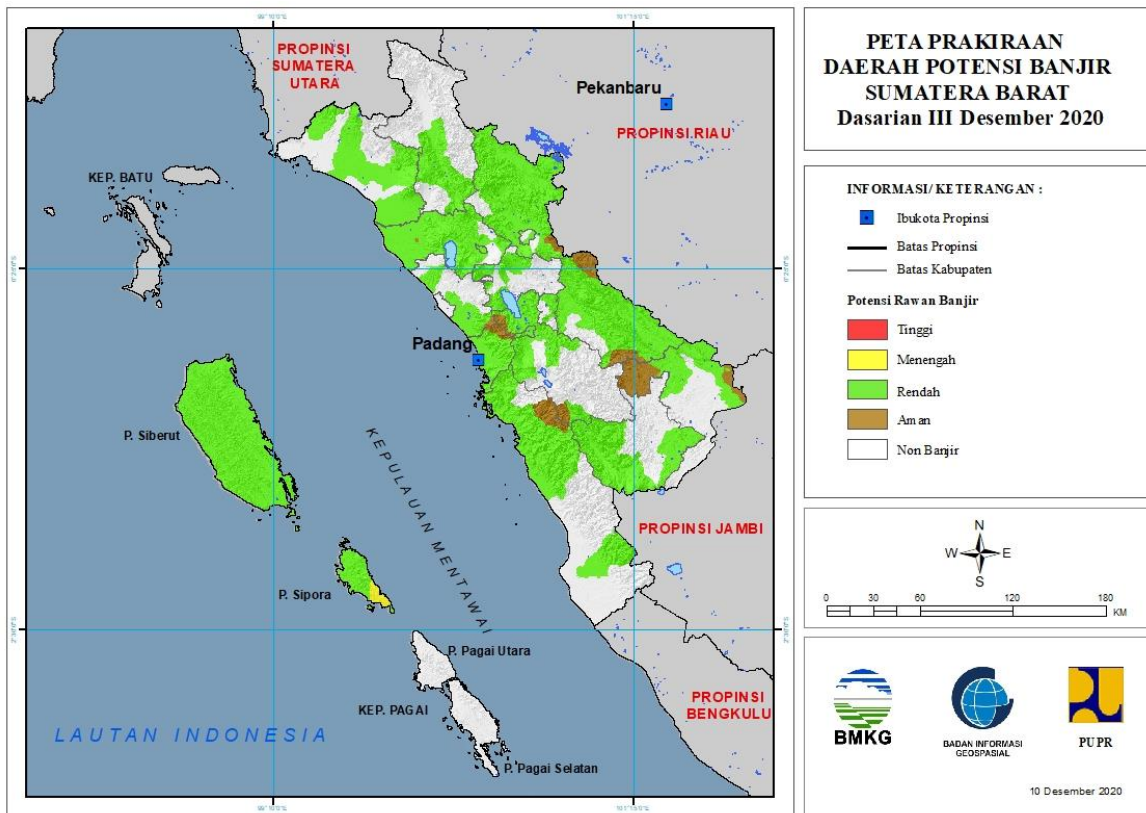 PETA PRAKIRAAN
DAERAH POTENSI BANJIR
SUMATERA BARAT
Dasarian III Desember 2020
INFORMASI/ KETERANGAN :
Ibukota Propinsi
Batas Propinsi
Batas Kabupaten
Potensi Rawan Banjir
Tinggi
Menengah
Rendah
Aman
Non Banjir
N
W E
S
0 30 60 120 180
KM
BMKG
BADAN INFORMASI
GEOSPASIAL
PUPR
10 Desember 2020
PROPINSI
SUMATERA
UTARA
Pekanbaru
PROPINSI RIAU
KEP. BATU
Padang
P. Siberut
KEPULAUAN MENTAWAI
PROPINSI JAMBI
P. Sipora
P. Pagai Utara
KEP. PAGAI
PROPINSI
BENGKULU
LAUTAN INDONESIA
P. Pagai Selatan